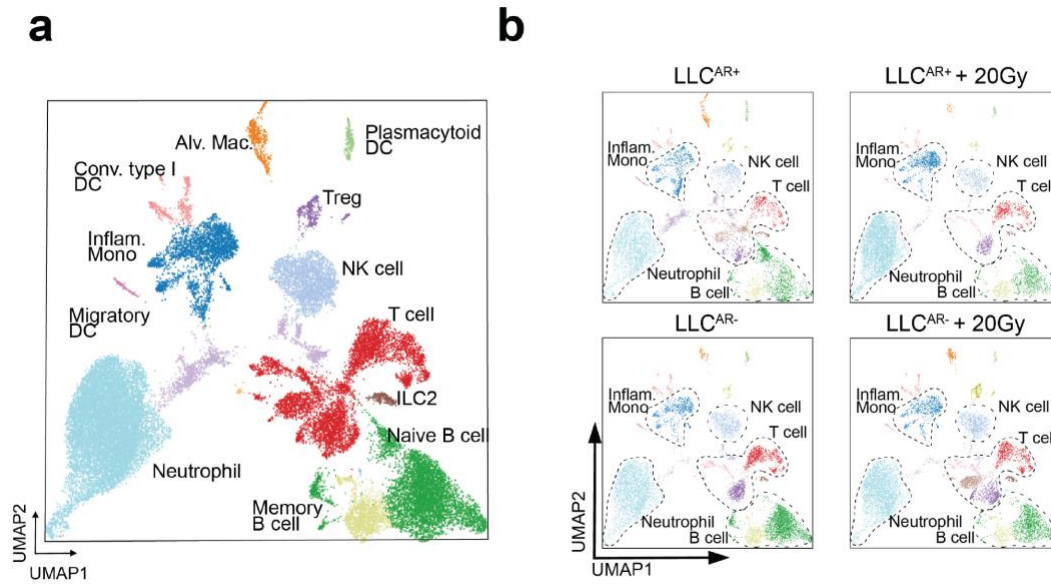 a
Alv. Mac.
Plasmacytoid
DC
Conv. type I
DC
Treg
Inflam.
Mono
NK cell
Migratory
DC
T cell
ILC2
Naive B cell
Neutrophil
Memory
B cell
UMAP2
UMAP1
b
LLCAR+
Inflam.
Mono
NK cell
T cell
Neutrophil
B cell
LLCAR+ + 20Gy
Inflam.
Mono
NK cell
T cell
Neutrophil
B cell
LLCAR-
Inflam.
Mono
NK cell
T cell
Neutrophil
B cell
LLCAR- + 20Gy
Inflam.
Mono
NK cell
T cell
Neutrophil
B cell
UMAP2
UMAP1